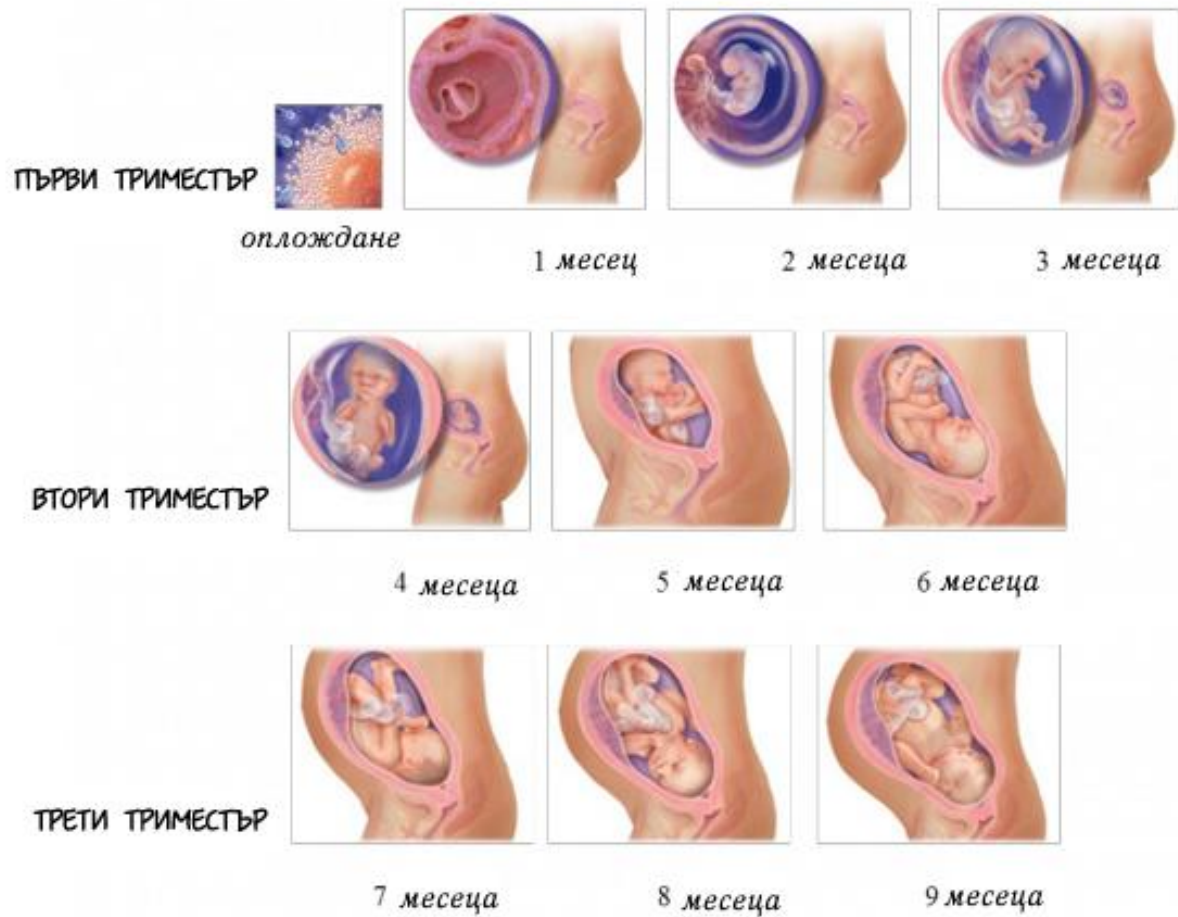 ПЪРВИ ТРИМЕСТЪР
оплождане
1 месец
2 месеца
3 месеца
ВТОРИ ТРИМЕСТЪР
4 месеца
5 месеца
6 месеца
ТРЕТИ ТРИМЕСТЪР
7 месеца
8 месеца
9 месеца